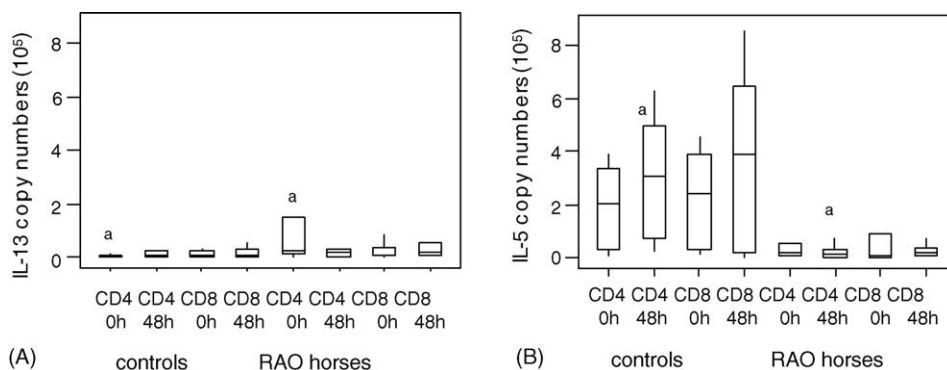 IL-13 copy numbers (10⁵)
8
6
4
2
0
a
a
CD4 CD4 CD8 CD8 CD4 CD4 CD8 CD8
0h 48h 0h 48h 0h 48h 0h 48h
(A) controls RAO horses
IL-5 copy numbers (10⁵)
8
6
4
2
0
a
a
CD4 CD4 CD8 CD8 CD4 CD4 CD8 CD8
0h 48h 0h 48h 0h 48h 0h 48h
(B) controls RAO horses